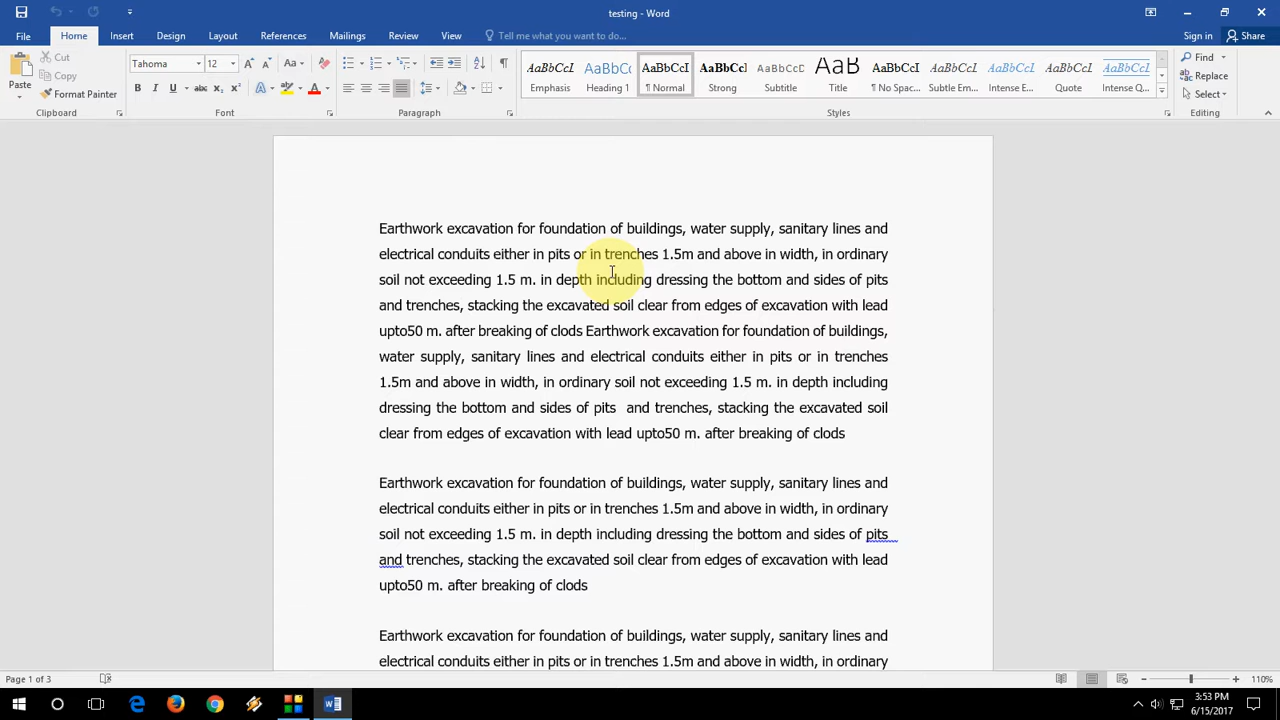 testing - Word
File Home Insert Design Layout References Mailings Review View Tell me what you want to do... Sign in Share
Paste Cut Copy Format Painter
Clipboard
Tahoma 12 Aa
B I U abc X₂ X² A ab A
Font
Paragraph
AaBbCcI AaBbCc AaBbCcI AaBbCcI AaBbCcD AaB AaBbCcI AaBbCcI AaBbCcI AaBbCcI AaBbCcI
Emphasis Heading 1 ¶ Normal Strong Subtitle Title ¶ No Spac... Subtle Em... Intense E... Quote Intense Q...
Styles
Find
Replace
Select
Editing
Earthwork excavation for foundation of buildings, water supply, sanitary lines and
electrical conduits either in pits or in trenches 1.5m and above in width, in ordinary
soil not exceeding 1.5 m. in depth including dressing the bottom and sides of pits
and trenches, stacking the excavated soil clear from edges of excavation with lead
upto50 m. after breaking of clods Earthwork excavation for foundation of buildings,
water supply, sanitary lines and electrical conduits either in pits or in trenches
1.5m and above in width, in ordinary soil not exceeding 1.5 m. in depth including
dressing the bottom and sides of pits and trenches, stacking the excavated soil
clear from edges of excavation with lead upto50 m. after breaking of clods
Earthwork excavation for foundation of buildings, water supply, sanitary lines and
electrical conduits either in pits or in trenches 1.5m and above in width, in ordinary
soil not exceeding 1.5 m. in depth including dressing the bottom and sides of pits
and trenches, stacking the excavated soil clear from edges of excavation with lead
upto50 m. after breaking of clods
Earthwork excavation for foundation of buildings, water supply, sanitary lines and
electrical conduits either in pits or in trenches 1.5m and above in width, in ordinary
Page 1 of 3 110%
3:53 PM
6/15/2017